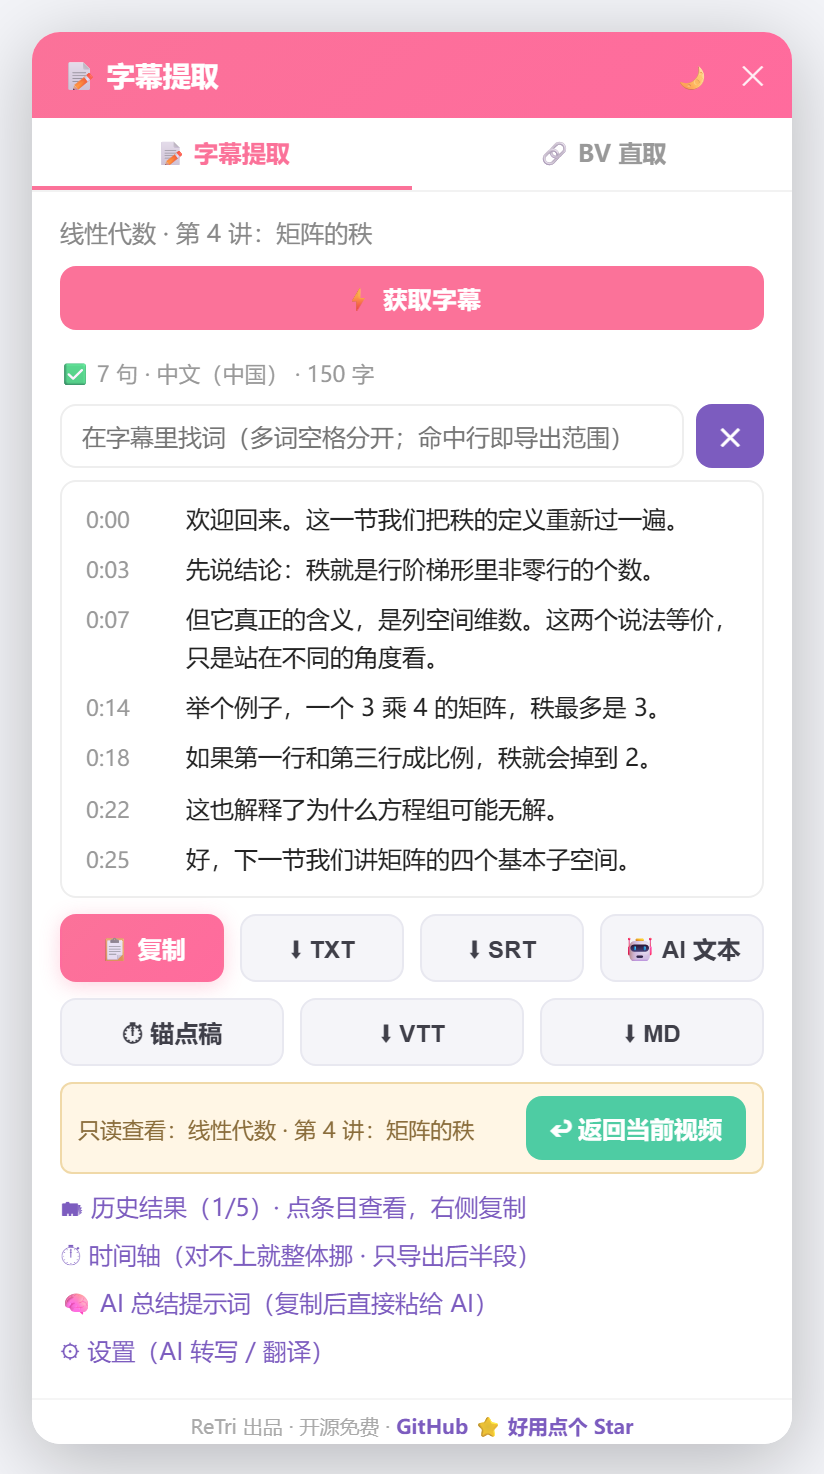 📝 字幕提取 🌙 ×
📝 字幕提取
🔗 BV 直取
线性代数 · 第 4 讲：矩阵的秩
⚡ 获取字幕
✅ 7 句 · 中文（中国） · 150 字
在字幕里找词（多词空格分开；命中行即导出范围）
0:00 欢迎回来。这一节我们把秩的定义重新过一遍。
0:03 先说结论：秩就是行阶梯形里非零行的个数。
0:07 但它真正的含义，是列空间维数。这两个说法等价，
只是站在不同的角度看。
0:14 举个例子，一个 3 乘 4 的矩阵，秩最多是 3。
0:18 如果第一行和第三行成比例，秩就会掉到 2。
0:22 这也解释了为什么方程组可能无解。
0:25 好，下一节我们讲矩阵的四个基本子空间。
📋 复制
⬇ TXT
⬇ SRT
🤖 AI 文本
⏱ 锚点稿
⬇ VTT
⬇ MD
只读查看：线性代数 · 第 4 讲：矩阵的秩
↩ 返回当前视频
历史结果（1/5）· 点条目查看，右侧复制
⏱ 时间轴（对不上就整体挪 · 只导出后半段）
🧠 AI 总结提示词（复制后直接粘给 AI）
⚙ 设置（AI 转写 / 翻译）
ReTri 出品 · 开源免费 · GitHub ⭐ 好用点个 Star